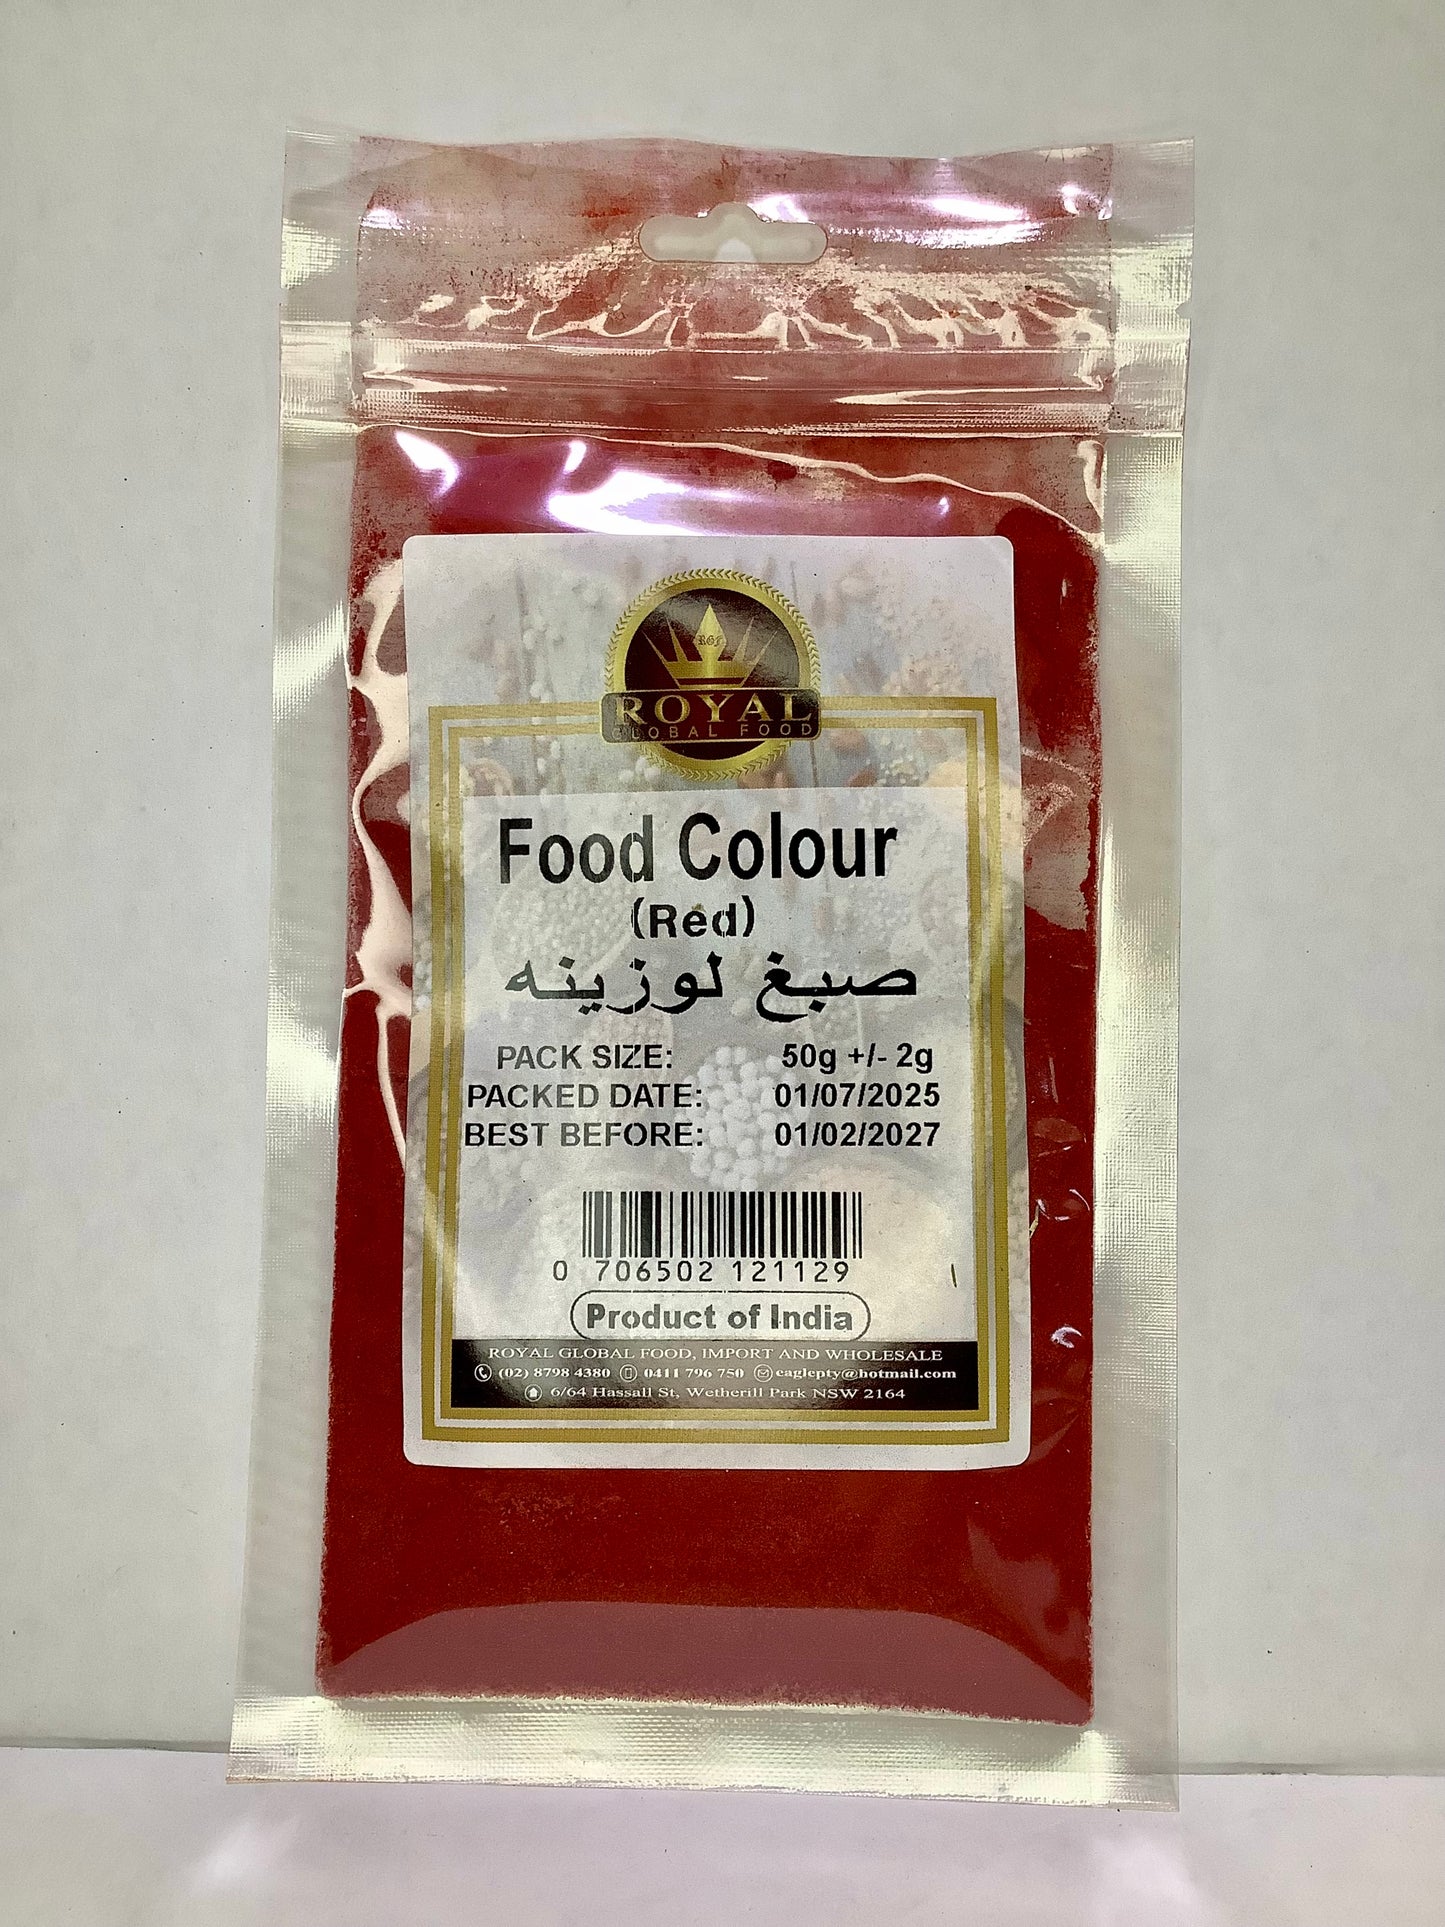 RGF
ROYAL
GLOBAL FOOD
Food Colour
(Red)
صبغ لوزينه
PACK SIZE: 50g +/- 2g
PACKED DATE: 01/07/2025
BEST BEFORE: 01/02/2027
0 706502 121129
Product of India
ROYAL GLOBAL FOOD, IMPORT AND WHOLESALE
(02) 8798 4380 0411 796 750 eaglepty@hotmail.com
6/64 Hassall St, Wetherill Park NSW 2164